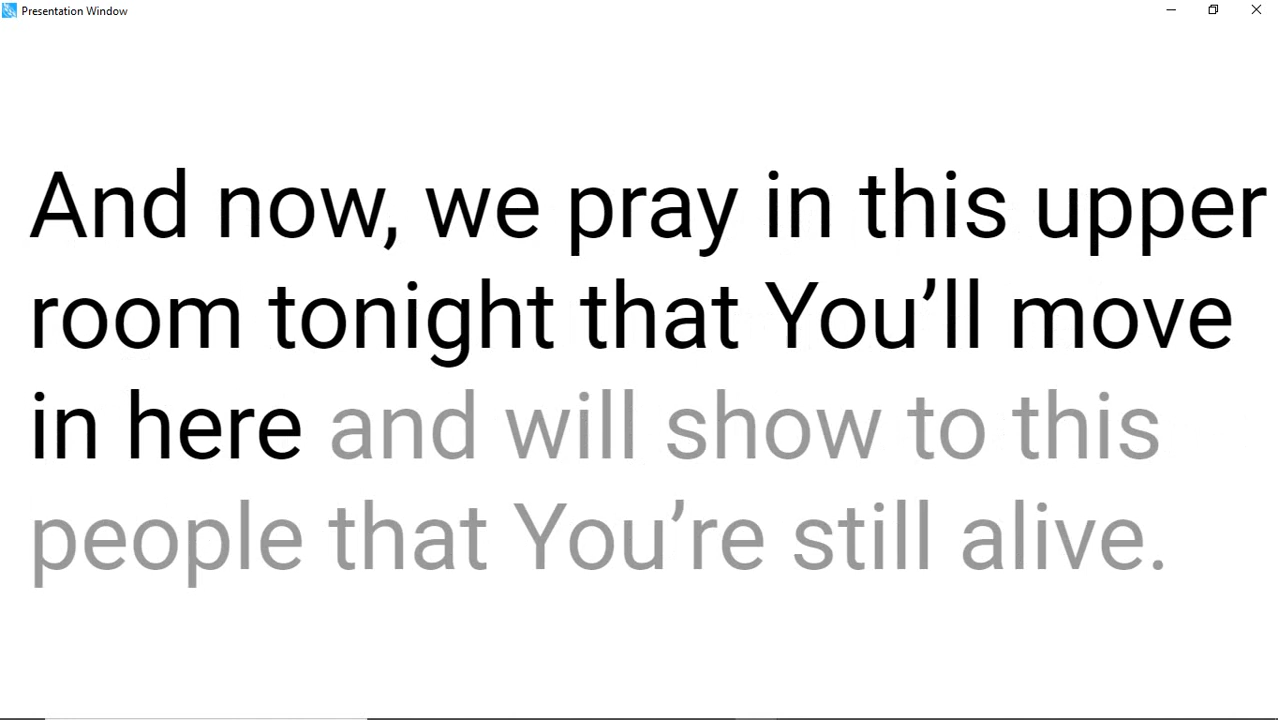 Presentation Window
And now, we pray in this upper
room tonight that You’ll move
in here and will show to this
people that You’re still alive.